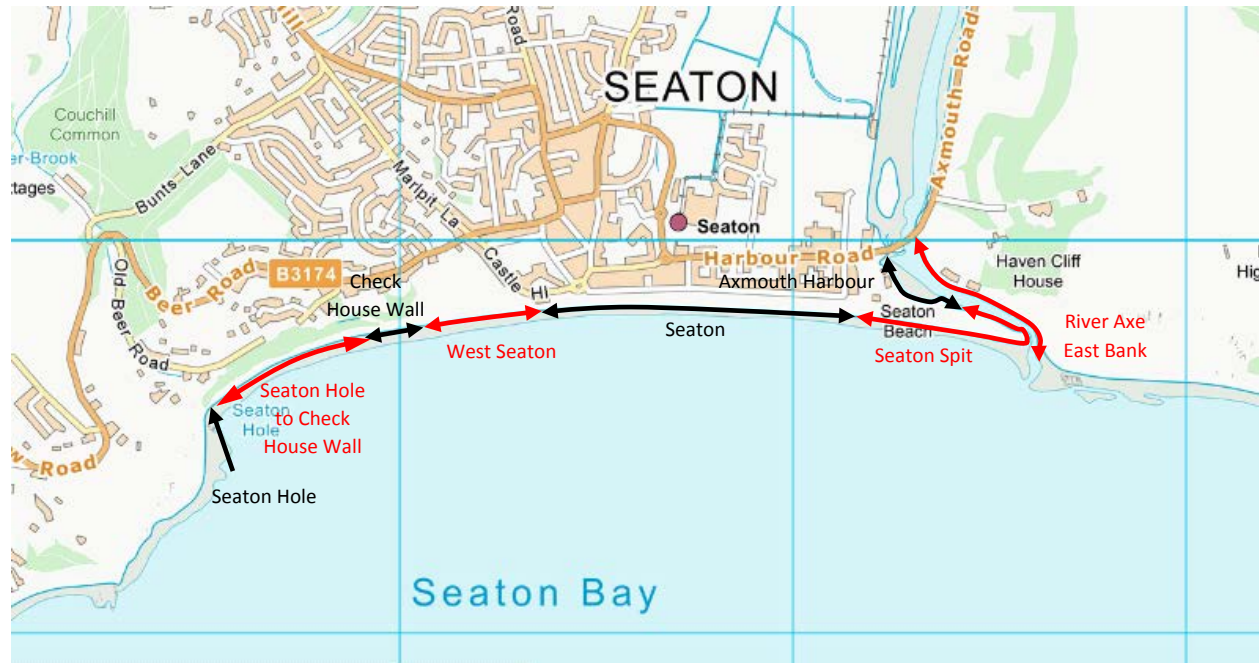 Hill
Road
SEATON
Axmouth Road
Couchill
Common
er-Brook
ttages
Bunts Lane
Marlpit La
Seaton
Old Beer Road
Beer Road
B3174
Castle
Hl
Harbour Road
Haven Cliff
House
Hig
Check
House Wall
Axmouth Harbour
Seaton
Beach
Seaton
West Seaton
Seaton Spit
River Axe
East Bank
Seaton
Hole
Seaton Hole
to Check
House Wall
w Road
Seaton Hole
Seaton Bay